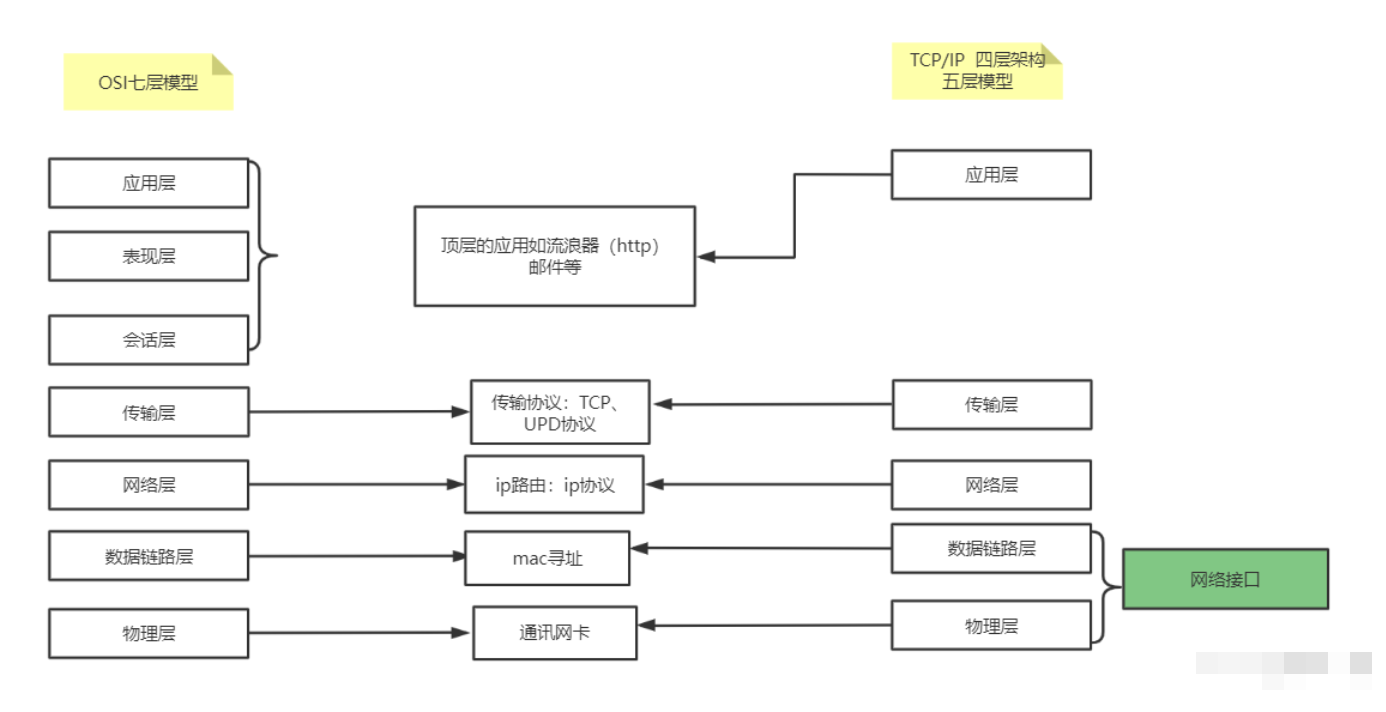 OSI七层模型
TCP/IP 四层架构
五层模型
应用层
表现层
会话层
传输层
网络层
数据链路层
物理层
顶层的应用如流浪器（http）
邮件等
传输协议：TCP、
UPD协议
ip路由：ip协议
mac寻址
通讯网卡
应用层
传输层
网络层
数据链路层
物理层
网络接口